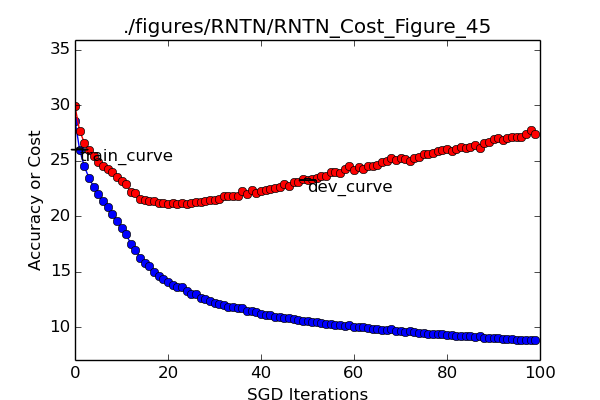 ./figures/RNTN/RNTN_Cost_Figure_45
35
30
25
20
15
10
Accuracy or Cost
train_curve
dev_curve
0
20
40
60
80
100
SGD Iterations